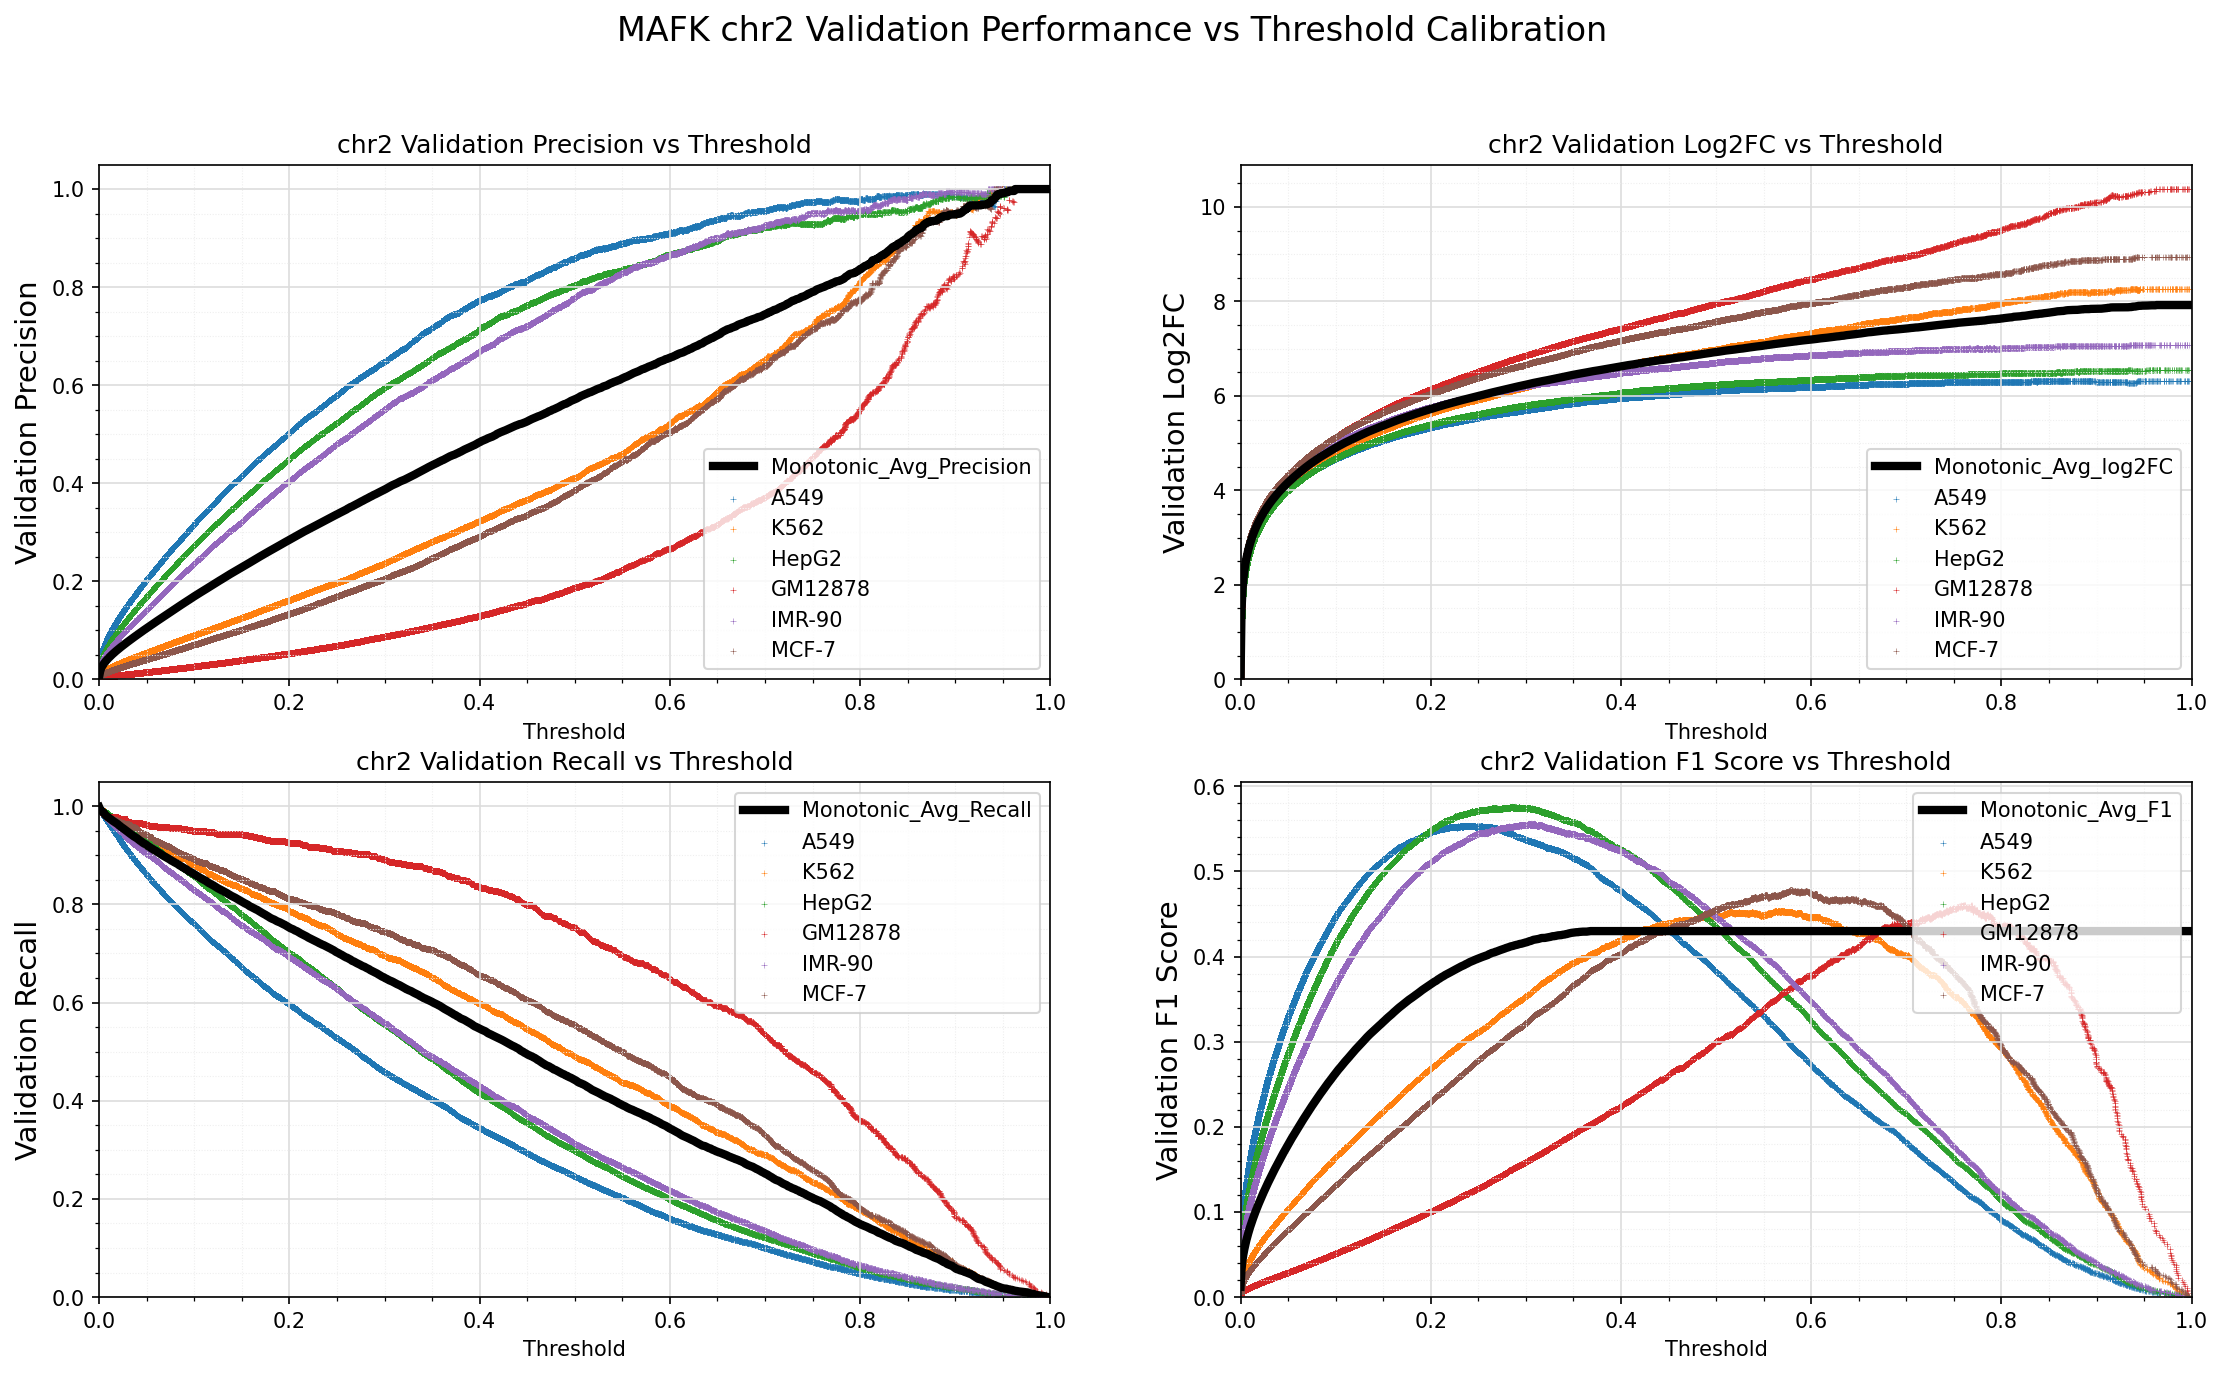 MAFK chr2 Validation Performance vs Threshold Calibration
chr2 Validation Precision vs Threshold
Validation Precision
1.0
0.8
0.6
0.4
0.2
0.0
0.0 0.2 0.4 0.6 0.8 1.0
Threshold
Monotonic_Avg_Precision
A549
K562
HepG2
GM12878
IMR-90
MCF-7
chr2 Validation Log2FC vs Threshold
Validation Log2FC
10
8
6
4
2
0
0.0 0.2 0.4 0.6 0.8 1.0
Threshold
Monotonic_Avg_log2FC
A549
K562
HepG2
GM12878
IMR-90
MCF-7
chr2 Validation Recall vs Threshold
Validation Recall
1.0
0.8
0.6
0.4
0.2
0.0
0.0 0.2 0.4 0.6 0.8 1.0
Threshold
Monotonic_Avg_Recall
A549
K562
HepG2
GM12878
IMR-90
MCF-7
chr2 Validation F1 Score vs Threshold
Validation F1 Score
0.6
0.5
0.4
0.3
0.2
0.1
0.0
0.0 0.2 0.4 0.6 0.8 1.0
Threshold
Monotonic_Avg_F1
A549
K562
HepG2
GM12878
IMR-90
MCF-7